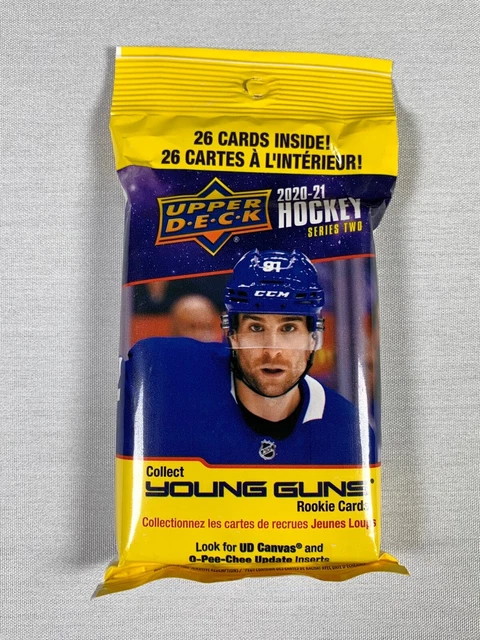 26 CARDS INSIDE!
26 CARTES À L'INTÉRIEUR!
UPPER
D·E·C·K
®
2020-21
HOCKEY
SERIES TWO
91
CCM
NHL
Collect
YOUNG GUNS
Rookie Cards
Collectionnez les cartes de recrues Jeunes Loups
Look for UD Canvas® and
O-Pee-Chee Update Inserts